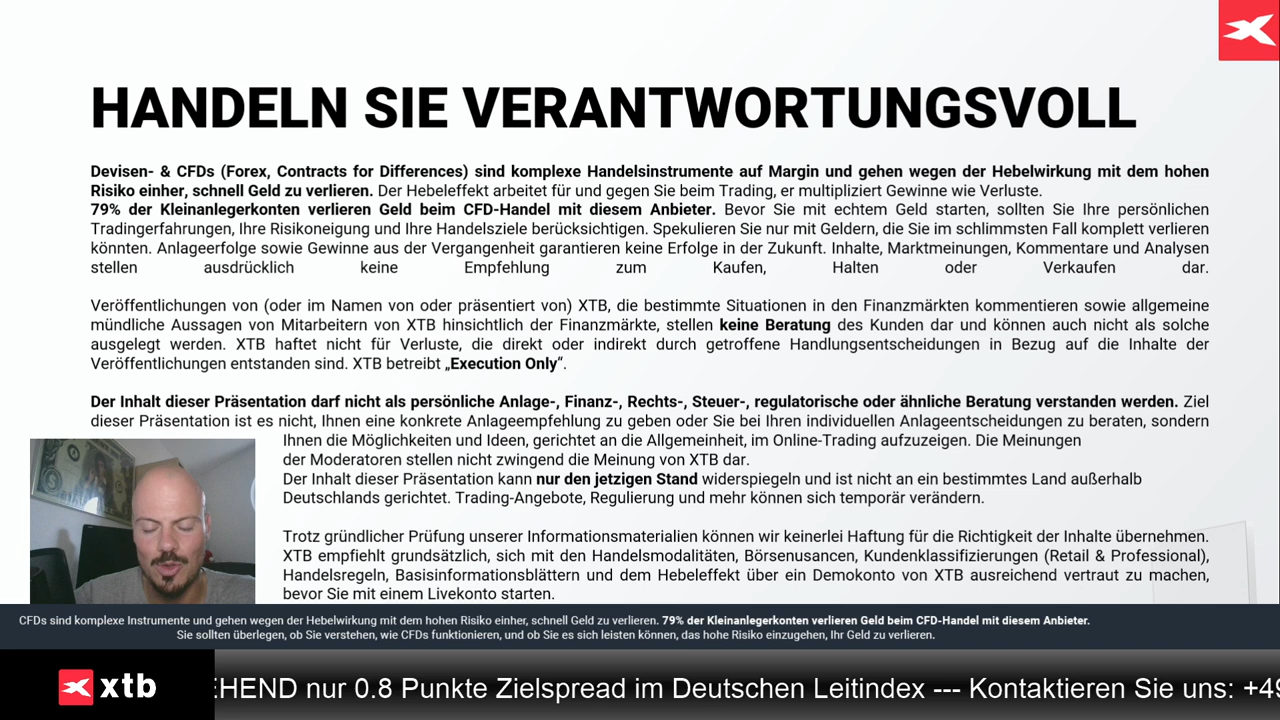 HANDELN SIE VERANTWORTUNGSVOLL
Devisen- & CFDs (Forex, Contracts for Differences) sind komplexe Handelsinstrumente auf Margin und gehen wegen der Hebelwirkung mit dem hohen
Risiko einher, schnell Geld zu verlieren. Der Hebeleffekt arbeitet für und gegen Sie beim Trading, er multipliziert Gewinne wie Verluste.
79% der Kleinanlegerkonten verlieren Geld beim CFD-Handel mit diesem Anbieter. Bevor Sie mit echtem Geld starten, sollten Sie Ihre persönlichen
Tradingerfahrungen, Ihre Risikoneigung und Ihre Handelsziele berücksichtigen. Spekulieren Sie nur mit Geldern, die Sie im schlimmsten Fall komplett verlieren
könnten. Anlageerfolge sowie Gewinne aus der Vergangenheit garantieren keine Erfolge in der Zukunft. Inhalte, Marktmeinungen, Kommentare und Analysen
stellen ausdrücklich keine Empfehlung zum Kaufen, Halten oder Verkaufen dar.
Veröffentlichungen von (oder im Namen von oder präsentiert von) XTB, die bestimmte Situationen in den Finanzmärkten kommentieren sowie allgemeine
mündliche Aussagen von Mitarbeitern von XTB hinsichtlich der Finanzmärkte, stellen keine Beratung des Kunden dar und können auch nicht als solche
ausgelegt werden. XTB haftet nicht für Verluste, die direkt oder indirekt durch getroffene Handlungsentscheidungen in Bezug auf die Inhalte der
Veröffentlichungen entstanden sind. XTB betreibt „Execution Only“.
Der Inhalt dieser Präsentation darf nicht als persönliche Anlage-, Finanz-, Rechts-, Steuer-, regulatorische oder ähnliche Beratung verstanden werden. Ziel
dieser Präsentation ist es nicht, Ihnen eine konkrete Anlageempfehlung zu geben oder Sie bei Ihren individuellen Anlageentscheidungen zu beraten, sondern
Ihnen die Möglichkeiten und Ideen, gerichtet an die Allgemeinheit, im Online-Trading aufzuzeigen. Die Meinungen
der Moderatoren stellen nicht zwingend die Meinung von XTB dar.
Der Inhalt dieser Präsentation kann nur den jetzigen Stand widerspiegeln und ist nicht an ein bestimmtes Land außerhalb
Deutschlands gerichtet. Trading-Angebote, Regulierung und mehr können sich temporär verändern.
Trotz gründlicher Prüfung unserer Informationsmaterialien können wir keinerlei Haftung für die Richtigkeit der Inhalte übernehmen.
XTB empfiehlt grundsätzlich, sich mit den Handelsmodalitäten, Börsenusancen, Kundenklassifizierungen (Retail & Professional),
Handelsregeln, Basisinformationsblättern und dem Hebeleffekt über ein Demokonto von XTB ausreichend vertraut zu machen,
bevor Sie mit einem Livekonto starten.
CFDs sind komplexe Instrumente und gehen wegen der Hebelwirkung mit dem hohen Risiko einher, schnell Geld zu verlieren. 79% der Kleinanlegerkonten verlieren Geld beim CFD-Handel mit diesem Anbieter.
Sie sollten überlegen, ob Sie verstehen, wie CFDs funktionieren, und ob Sie es sich leisten können, das hohe Risiko einzugehen, Ihr Geld zu verlieren.
xtb
EHEND nur 0.8 Punkte Zielspread im Deutschen Leitindex --- Kontaktieren Sie uns: +49